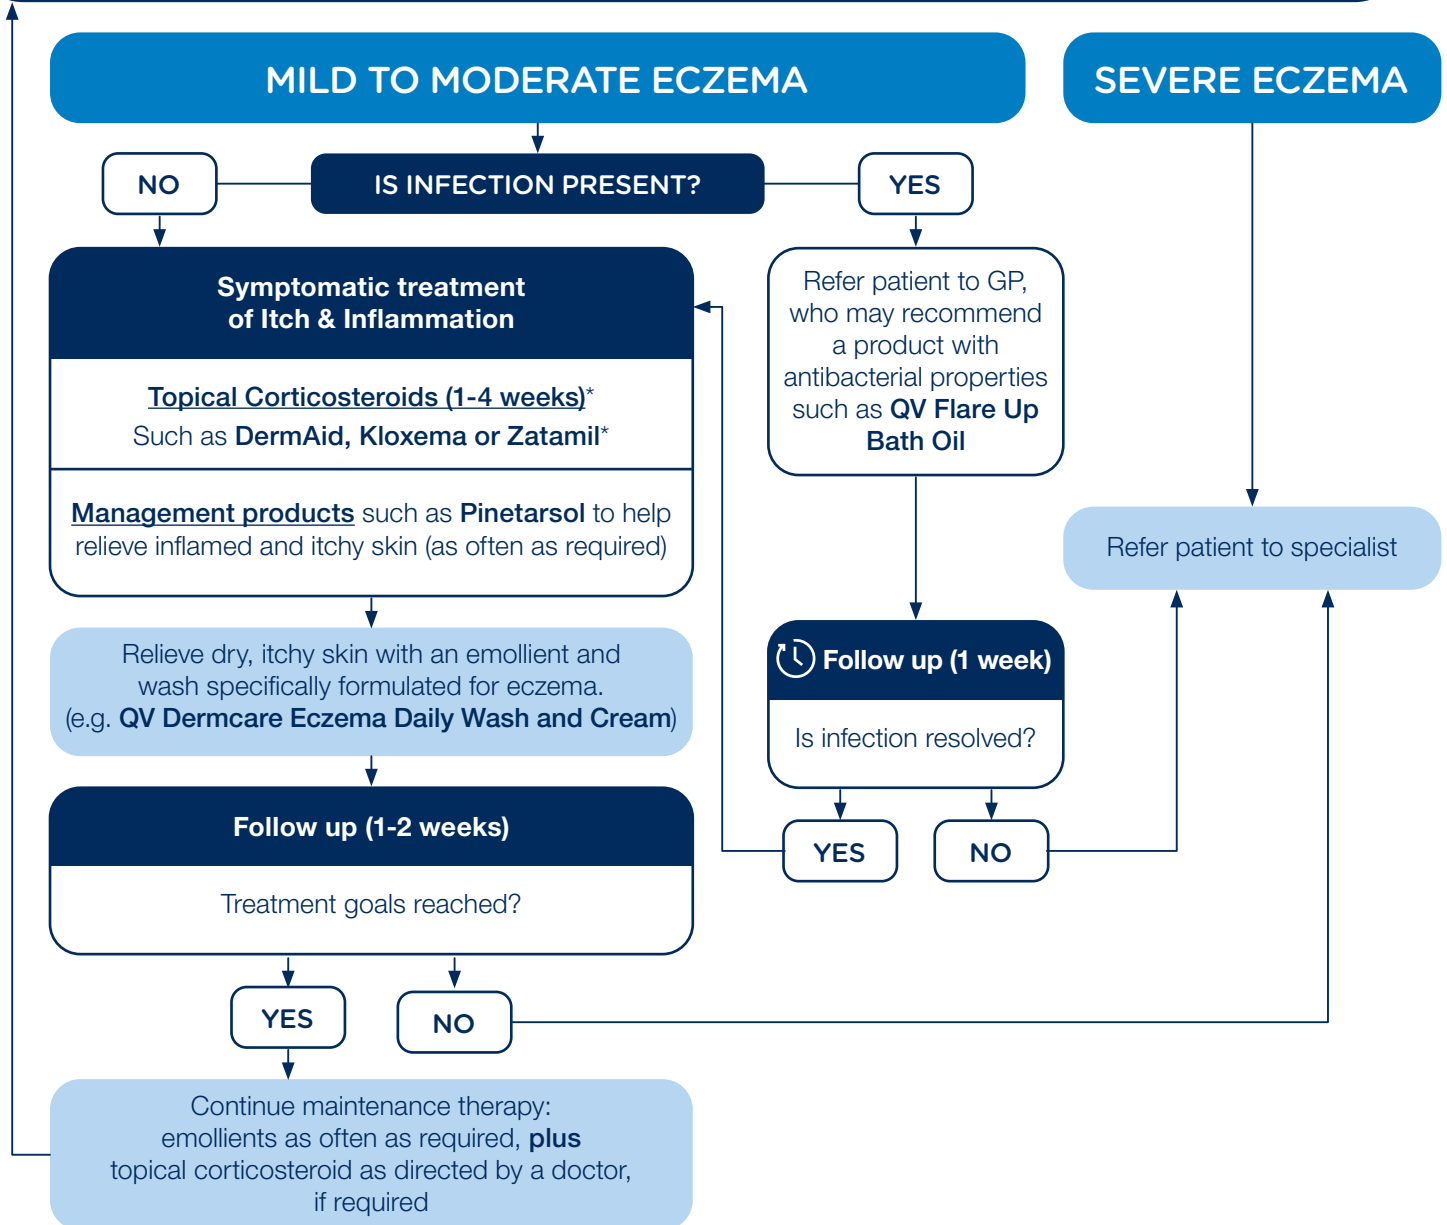 MILD TO MODERATE ECZEMA
SEVERE ECZEMA
NO
IS INFECTION PRESENT?
YES
Symptomatic treatment
of Itch & Inflammation
Topical Corticosteroids (1-4 weeks)*
Such as DermAid, Kloxema or Zatamil*
Management products such as Pinetarsol to help
relieve inflamed and itchy skin (as often as required)
Refer patient to GP,
who may recommend
a product with
antibacterial properties
such as QV Flare Up
Bath Oil
Refer patient to specialist
Relieve dry, itchy skin with an emollient and
wash specifically formulated for eczema.
(e.g. QV Dermcare Eczema Daily Wash and Cream)
Follow up (1 week)
Is infection resolved?
YES
NO
Follow up (1-2 weeks)
Treatment goals reached?
YES
NO
Continue maintenance therapy:
emollients as often as required, plus
topical corticosteroid as directed by a doctor,
if required